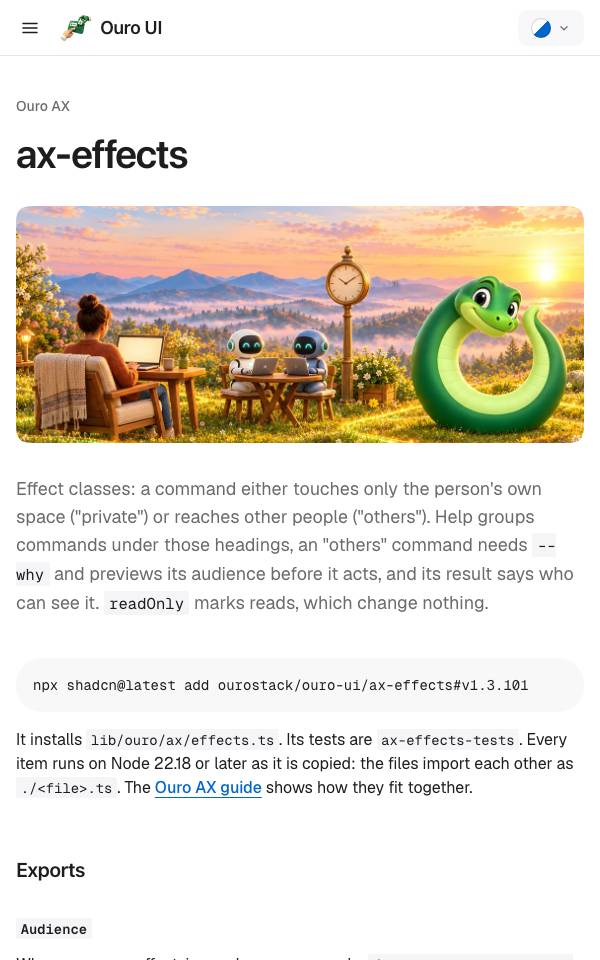 Ouro UI
Ouro AX
ax-effects
Effect classes: a command either touches only the person's own
space ("private") or reaches other people ("others"). Help groups
commands under those headings, an "others" command needs --
why and previews its audience before it acts, and its result says who
can see it. readOnly marks reads, which change nothing.
npx shadcn@latest add ourostack/ouro-ui/ax-effects#v1.3.101
It installs lib/ouro/ax/effects.ts. Its tests are ax-effects-tests. Every
item runs on Node 22.18 or later as it is copied: the files import each other as
./<file>.ts. The Ouro AX guide shows how they fit together.
Exports
Audience